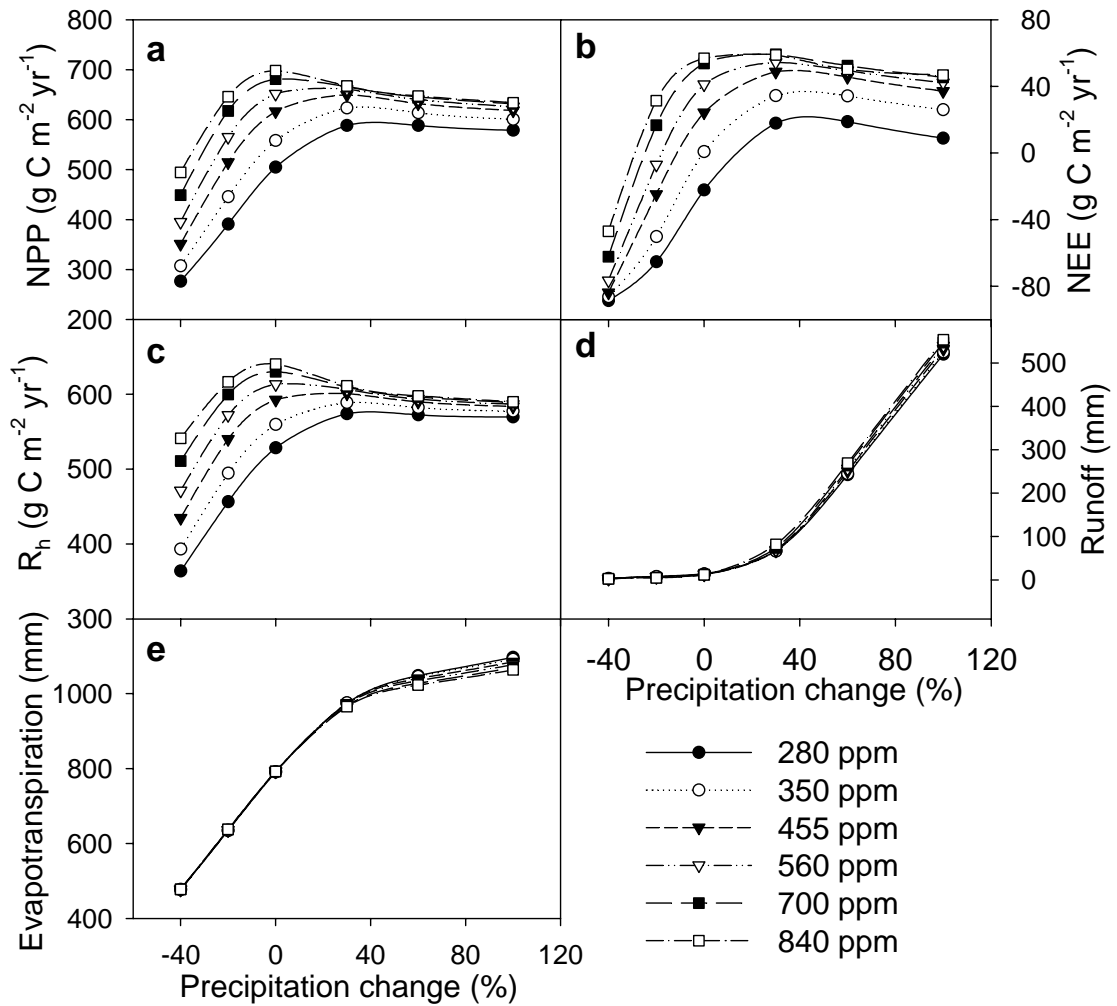 a
NPP (g C m-2 yr-1)
800
700
600
500
400
300
200
b
NEE (g C m-2 yr-1)
80
40
0
-40
-80
c
Rh (g C m-2 yr-1)
600
500
400
300
d
Runoff (mm)
500
400
300
200
100
0
-40 0 40 80 120
Precipitation change (%)
e
Evapotranspiration (mm)
1000
800
600
400
-40 0 40 80 120
Precipitation change (%)
280 ppm
350 ppm
455 ppm
560 ppm
700 ppm
840 ppm